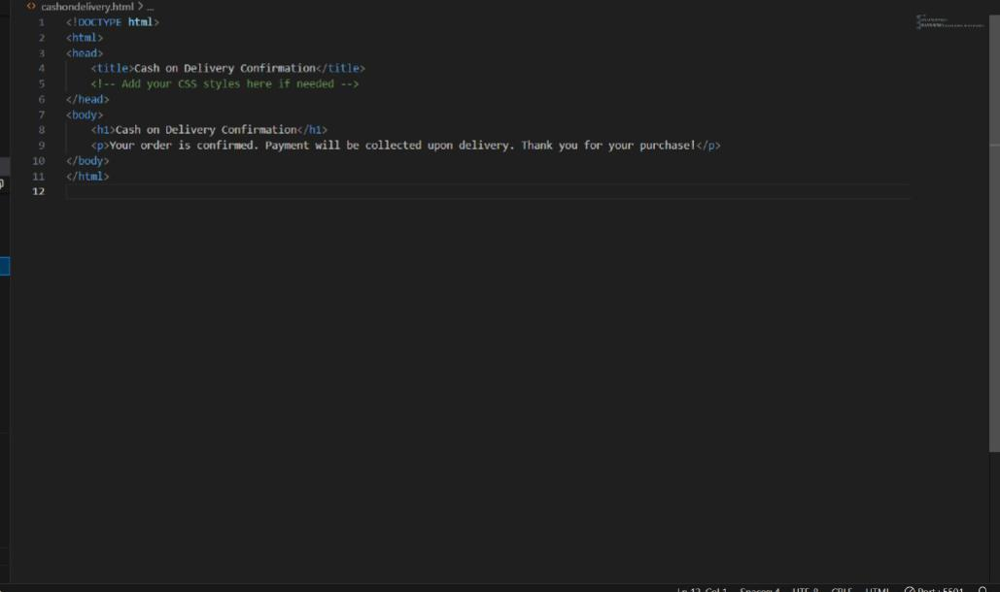 cashondelivery.html > ...
1 <!DOCTYPE html>
2 <html>
3 <head>
4 <title>Cash on Delivery Confirmation</title>
5 <!-- Add your CSS styles here if needed -->
6 </head>
7 <body>
8 <h1>Cash on Delivery Confirmation</h1>
9 <p>Your order is confirmed. Payment will be collected upon delivery. Thank you for your purchase!</p>
10 </body>
11 </html>
12
Ln 12, Col 1 Spaces: 4 UTF-8 CRLF HTML Port : 5501